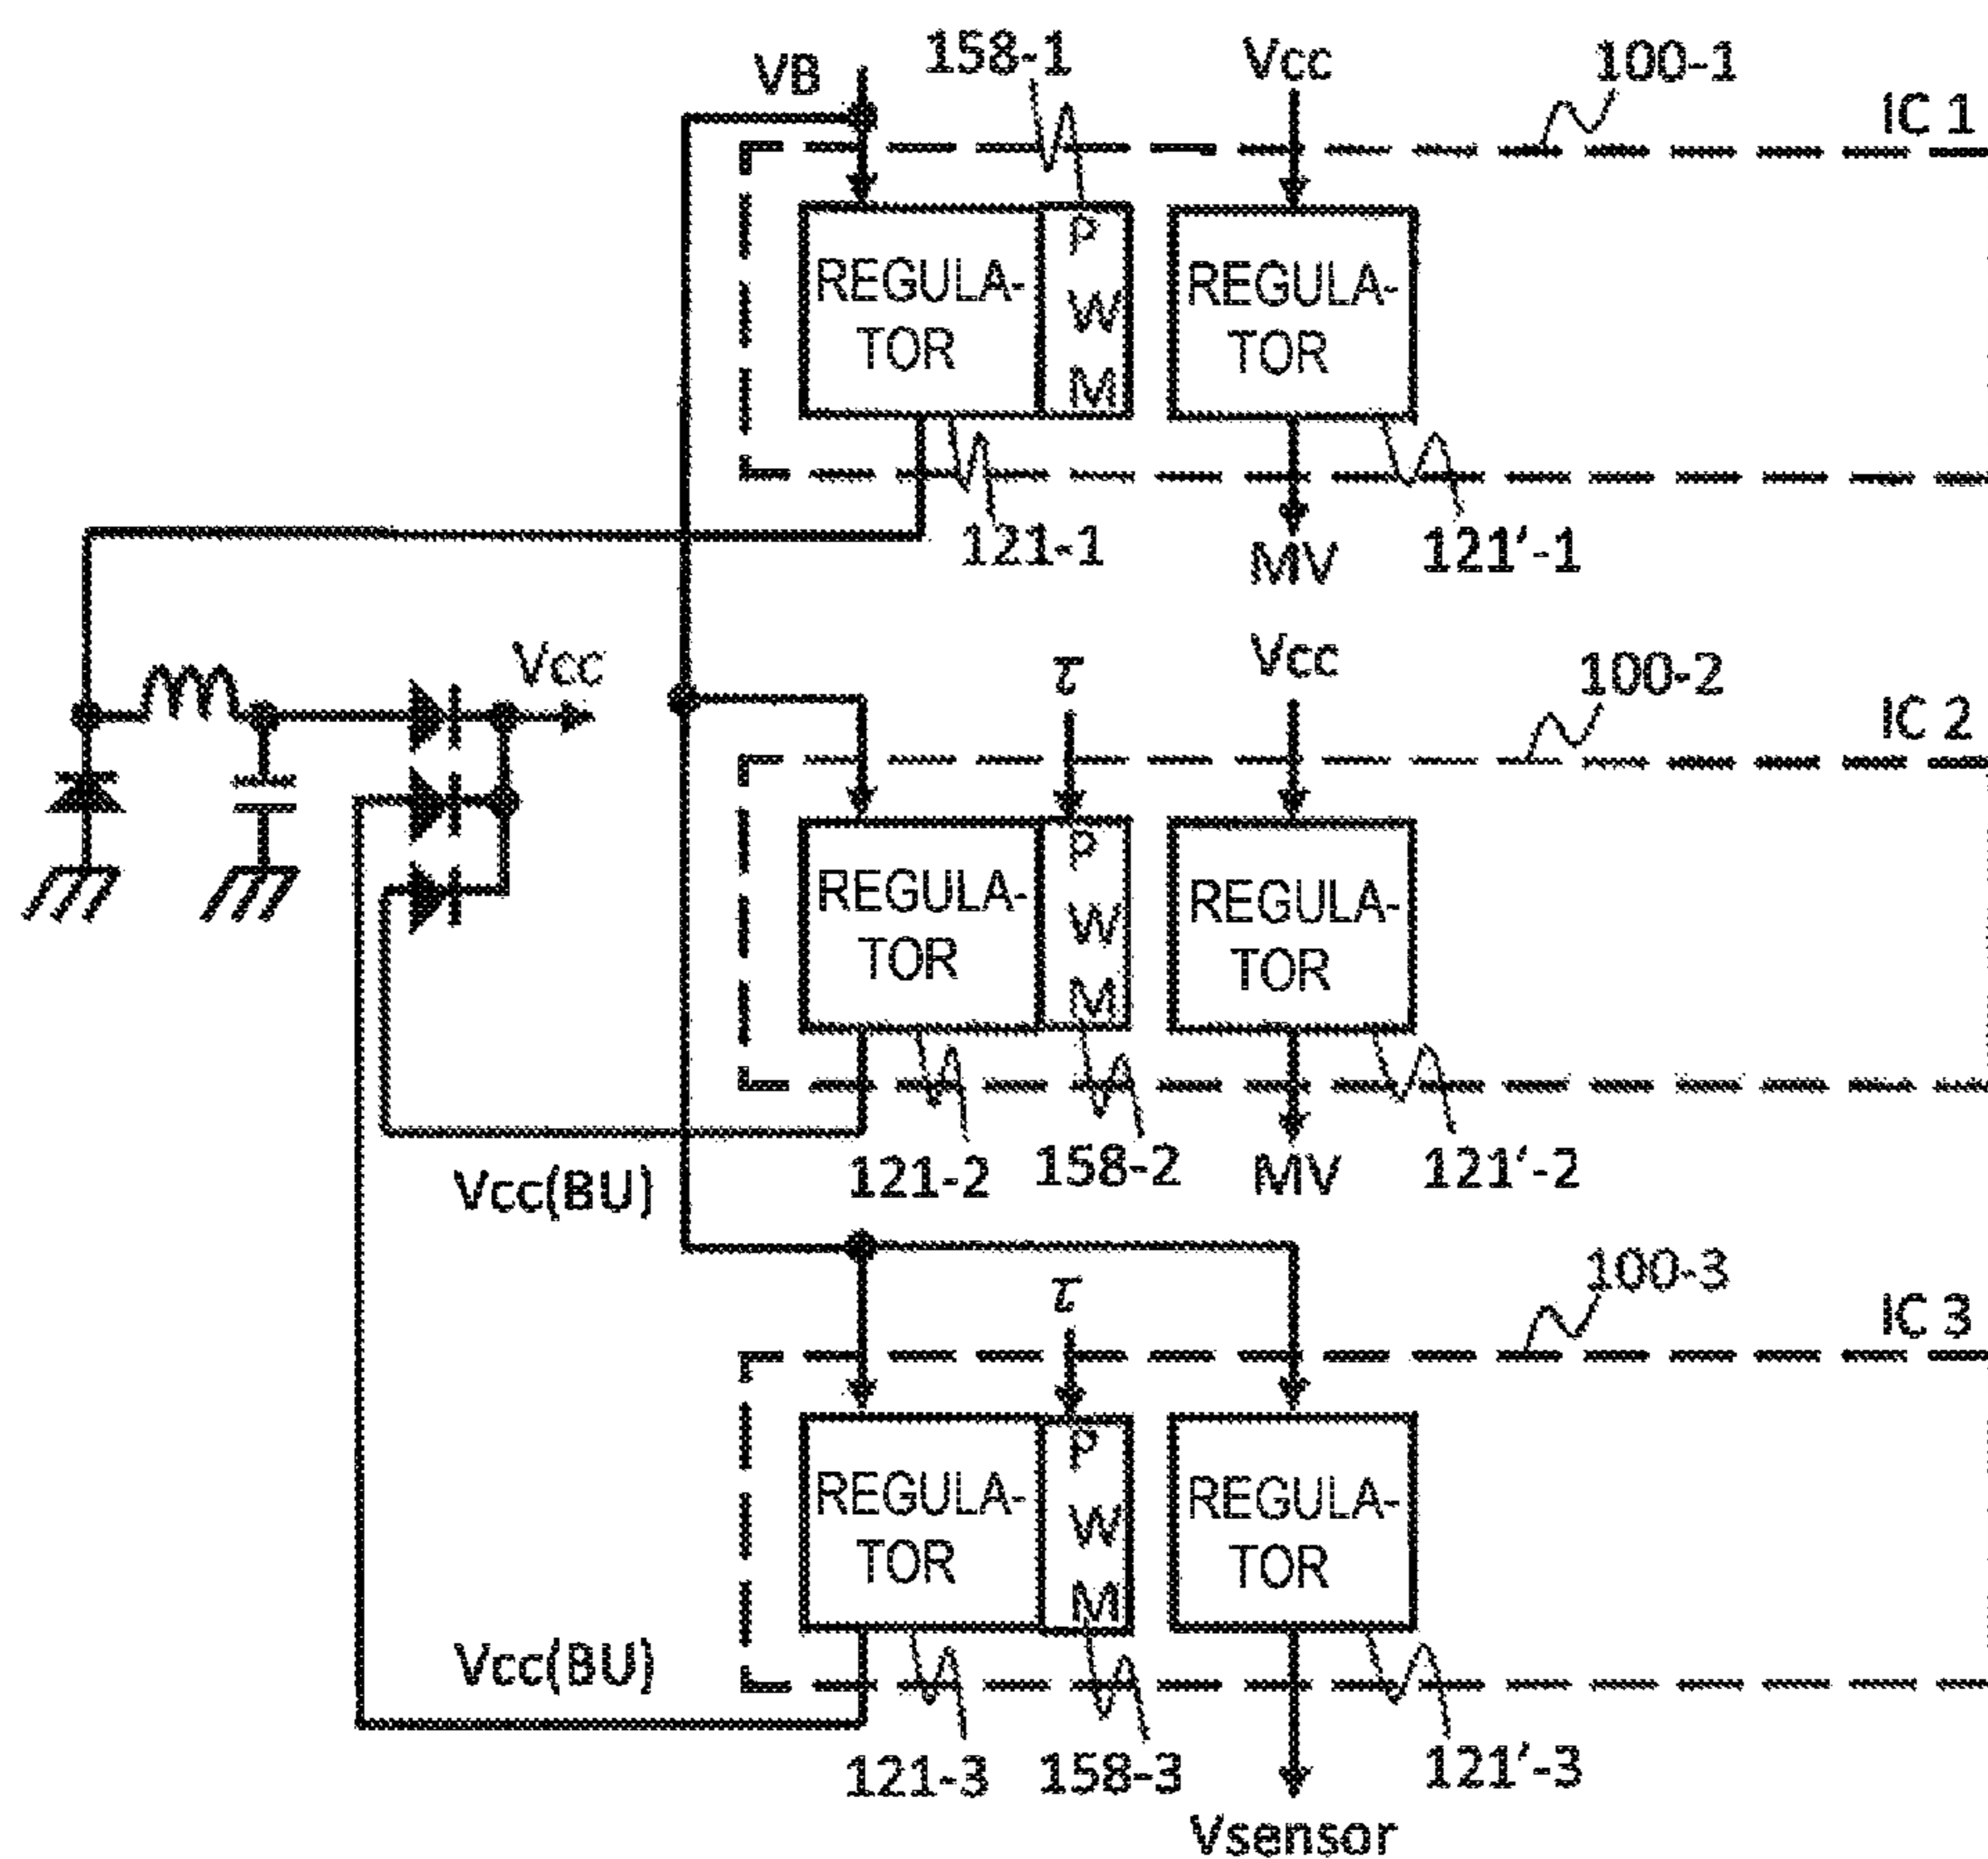 VB
158-1
Vcc
100-1
IC 1
REGULA-
TOR
P
W
M
REGULA-
TOR
121-1
MV
121'-1
Vcc
τ
Vcc
100-2
IC 2
REGULA-
TOR
P
W
M
REGULA-
TOR
Vcc(BU)
121-2
158-2
MV
121'-2
τ
100-3
IC 3
REGULA-
TOR
P
W
M
REGULA-
TOR
Vcc(BU)
121-3
158-3
121'-3
Vsensor